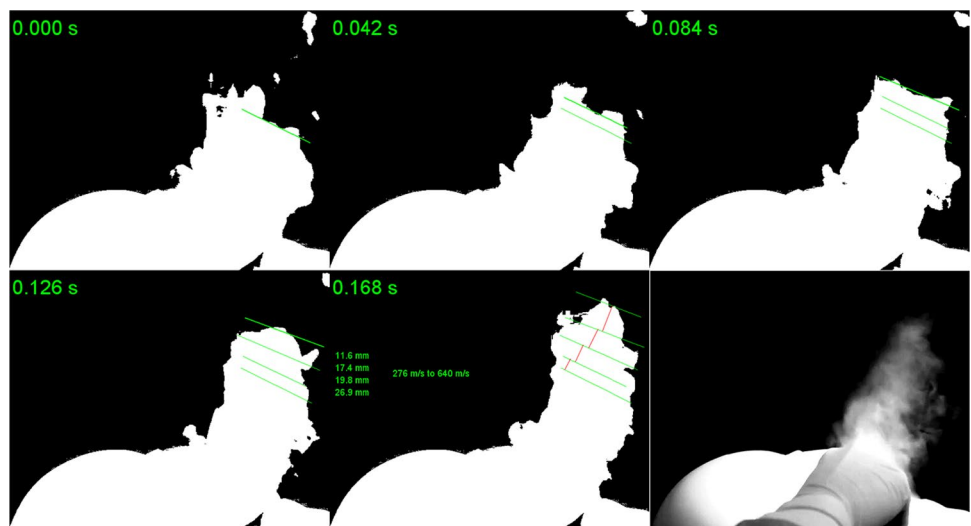 0.000 s
0.042 s
0.084 s
0.126 s
0.168 s
11.6 mm
17.4 mm
19.8 mm
26.9 mm
276 m/s to 640 m/s